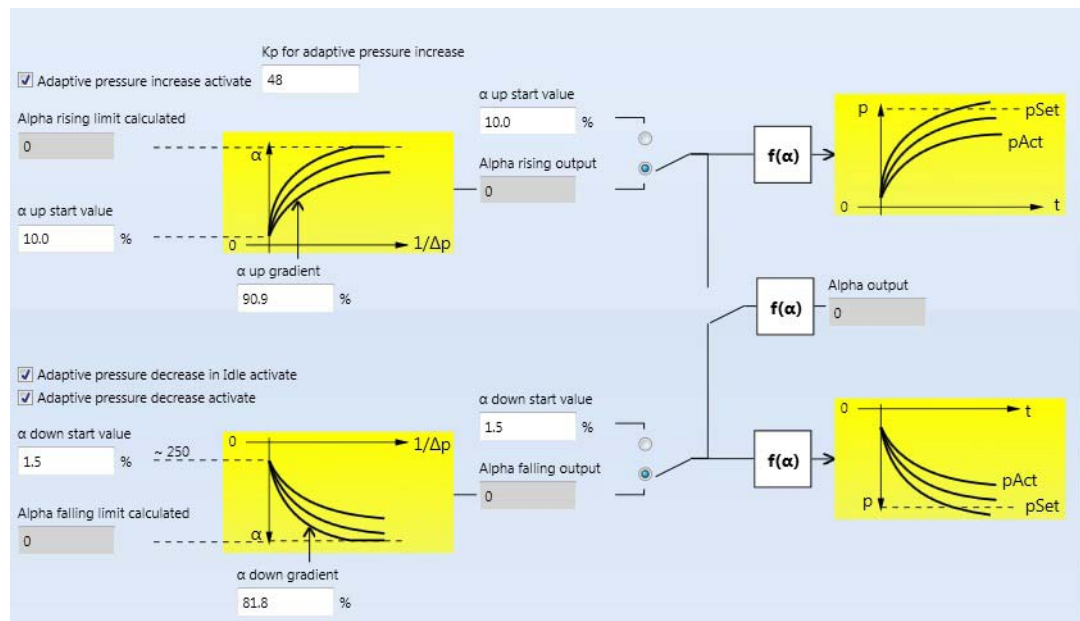 Kp for adaptive pressure increase
Adaptive pressure increase activate
48
α up start value
10.0 %
Alpha rising limit calculated
0
α
0
1/Δp
Alpha rising output
0
α up start value
10.0 %
α up gradient
90.9 %
f(α)
p
pSet
pAct
0
t
f(α)
Alpha output
0
Adaptive pressure decrease in Idle activate
Adaptive pressure decrease activate
α down start value
1.5 %
~ 250
0
1/Δp
α
α down start value
1.5 %
Alpha falling output
0
Alpha falling limit calculated
0
α down gradient
81.8 %
f(α)
0
t
pAct
p
pSet